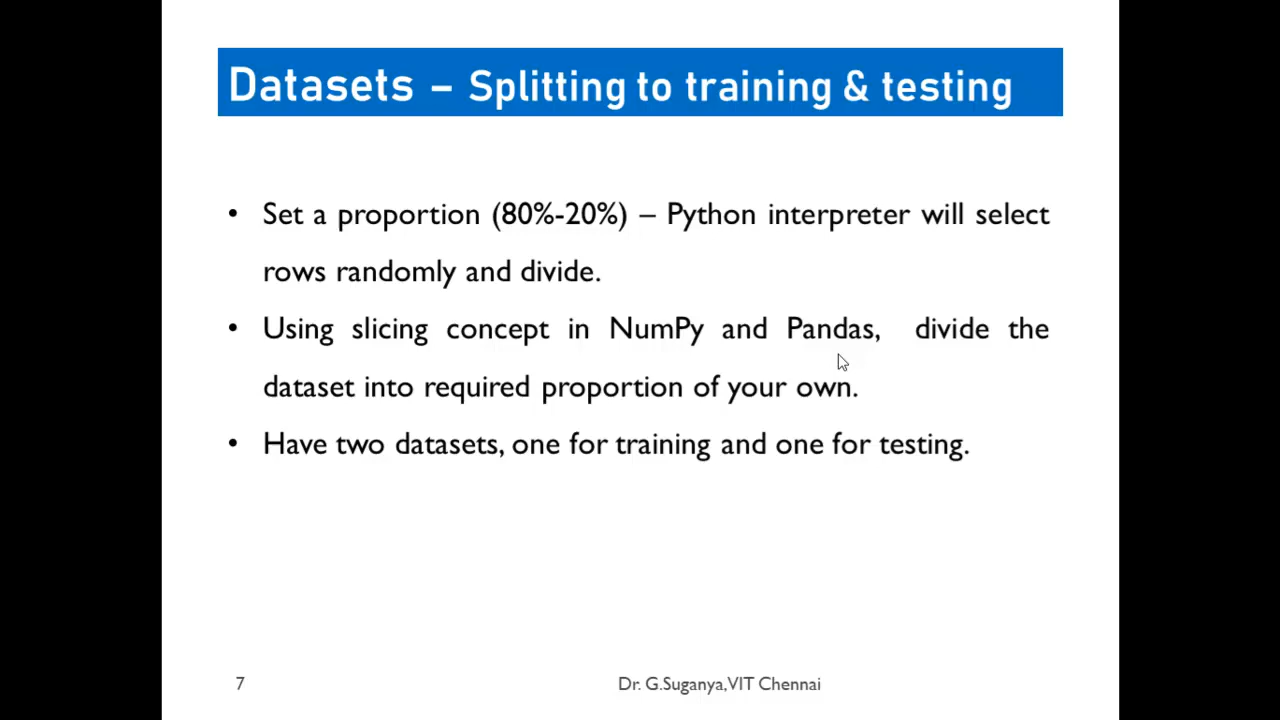 Datasets – Splitting to training & testing
• Set a proportion (80%-20%) – Python interpreter will select
rows randomly and divide.
• Using slicing concept in NumPy and Pandas, divide the
dataset into required proportion of your own.
• Have two datasets, one for training and one for testing.
7 Dr. G.Suganya,VIT Chennai